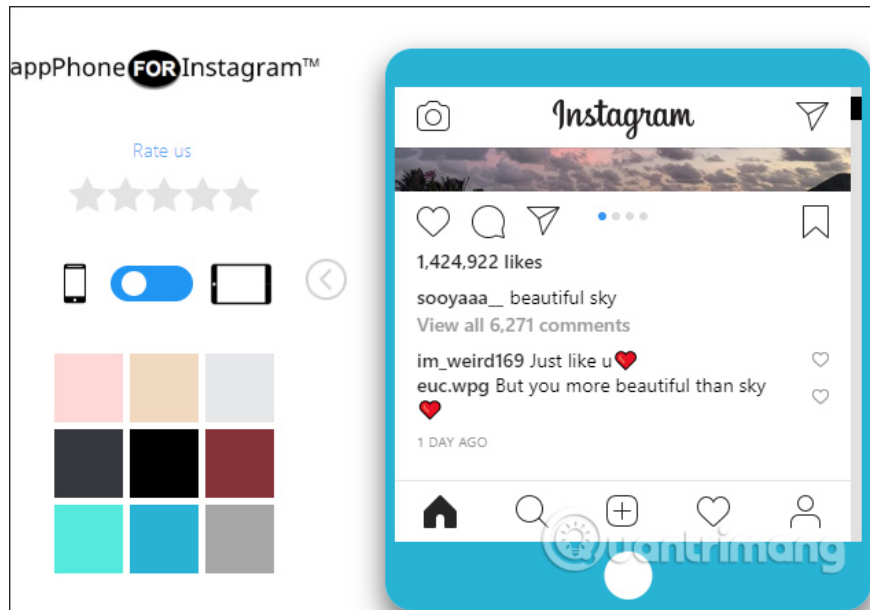 appPhone FOR Instagram™
Rate us
Instagram
1,424,922 likes
sooyaaa__ beautiful sky
View all 6,271 comments
im_weird169 Just like u❤️
euc.wpg But you more beautiful than sky
❤️
1 DAY AGO
Quantrimang